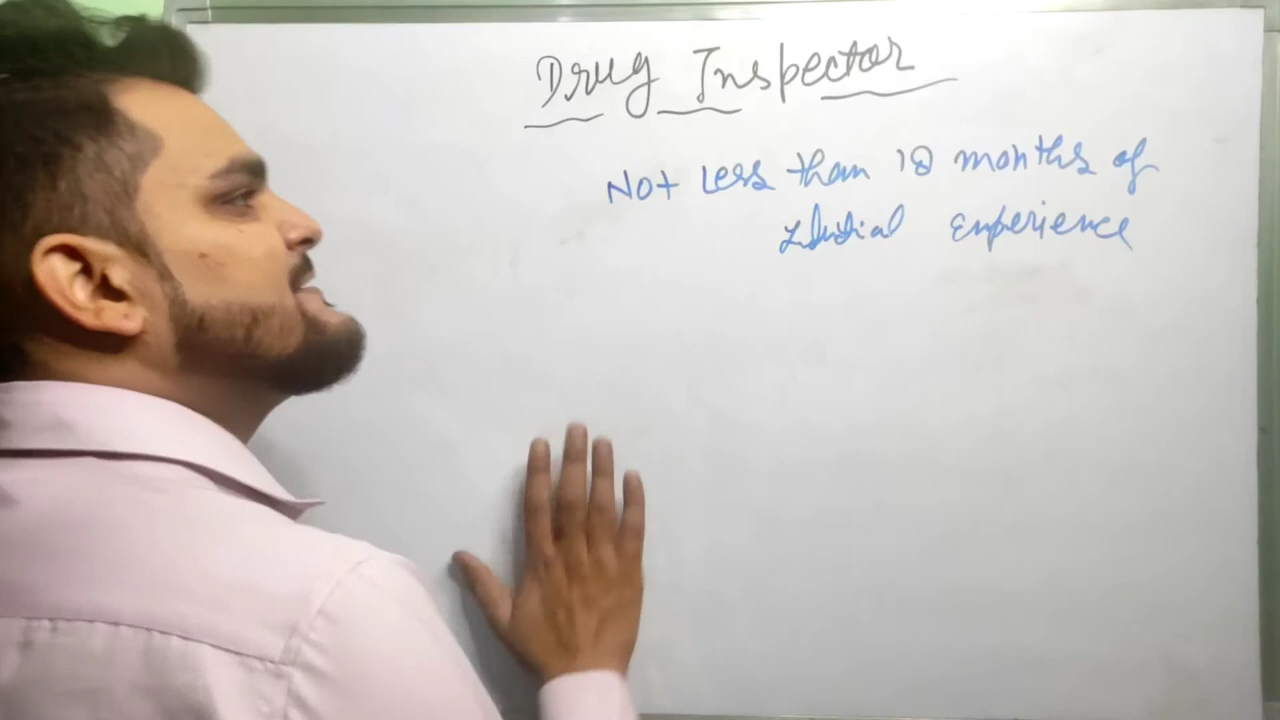 Drug Inspector
Not Less than 18 months of
experience